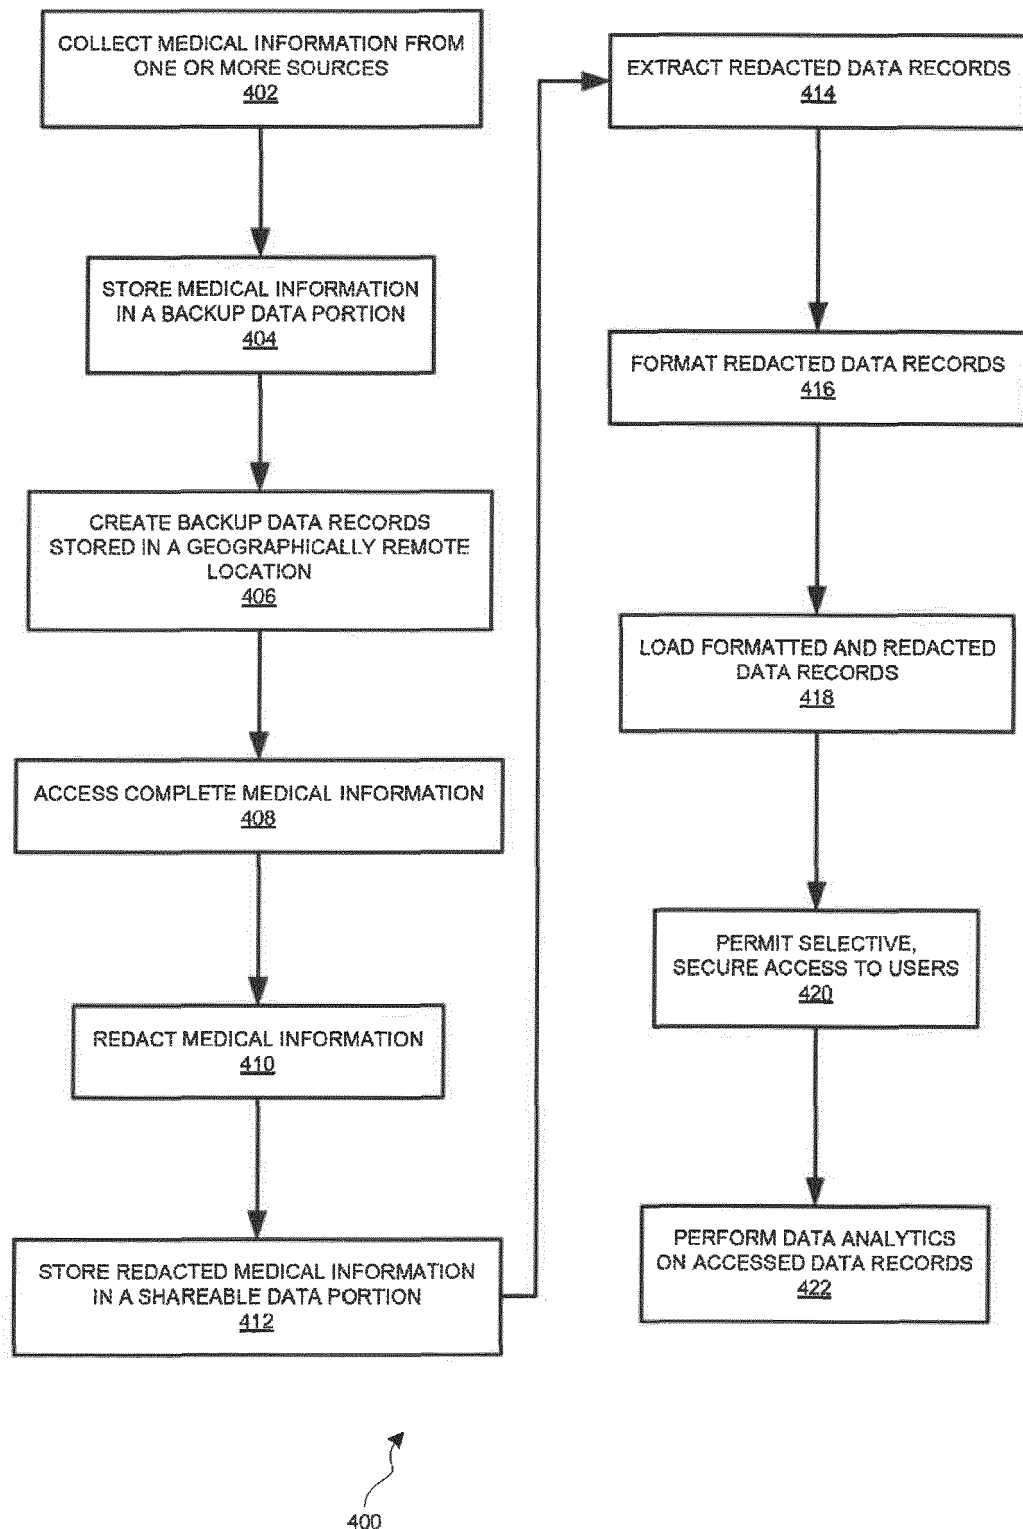 COLLECT MEDICAL INFORMATION FROM
ONE OR MORE SOURCES
402
STORE MEDICAL INFORMATION
IN A BACKUP DATA PORTION
404
CREATE BACKUP DATA RECORDS
STORED IN A GEOGRAPHICALLY REMOTE
LOCATION
406
ACCESS COMPLETE MEDICAL INFORMATION
408
REDACT MEDICAL INFORMATION
410
STORE REDACTED MEDICAL INFORMATION
IN A SHAREABLE DATA PORTION
412
EXTRACT REDACTED DATA RECORDS
414
FORMAT REDACTED DATA RECORDS
416
LOAD FORMATTED AND REDACTED
DATA RECORDS
418
PERMIT SELECTIVE,
SECURE ACCESS TO USERS
420
PERFORM DATA ANALYTICS
ON ACCESSED DATA RECORDS
422
400